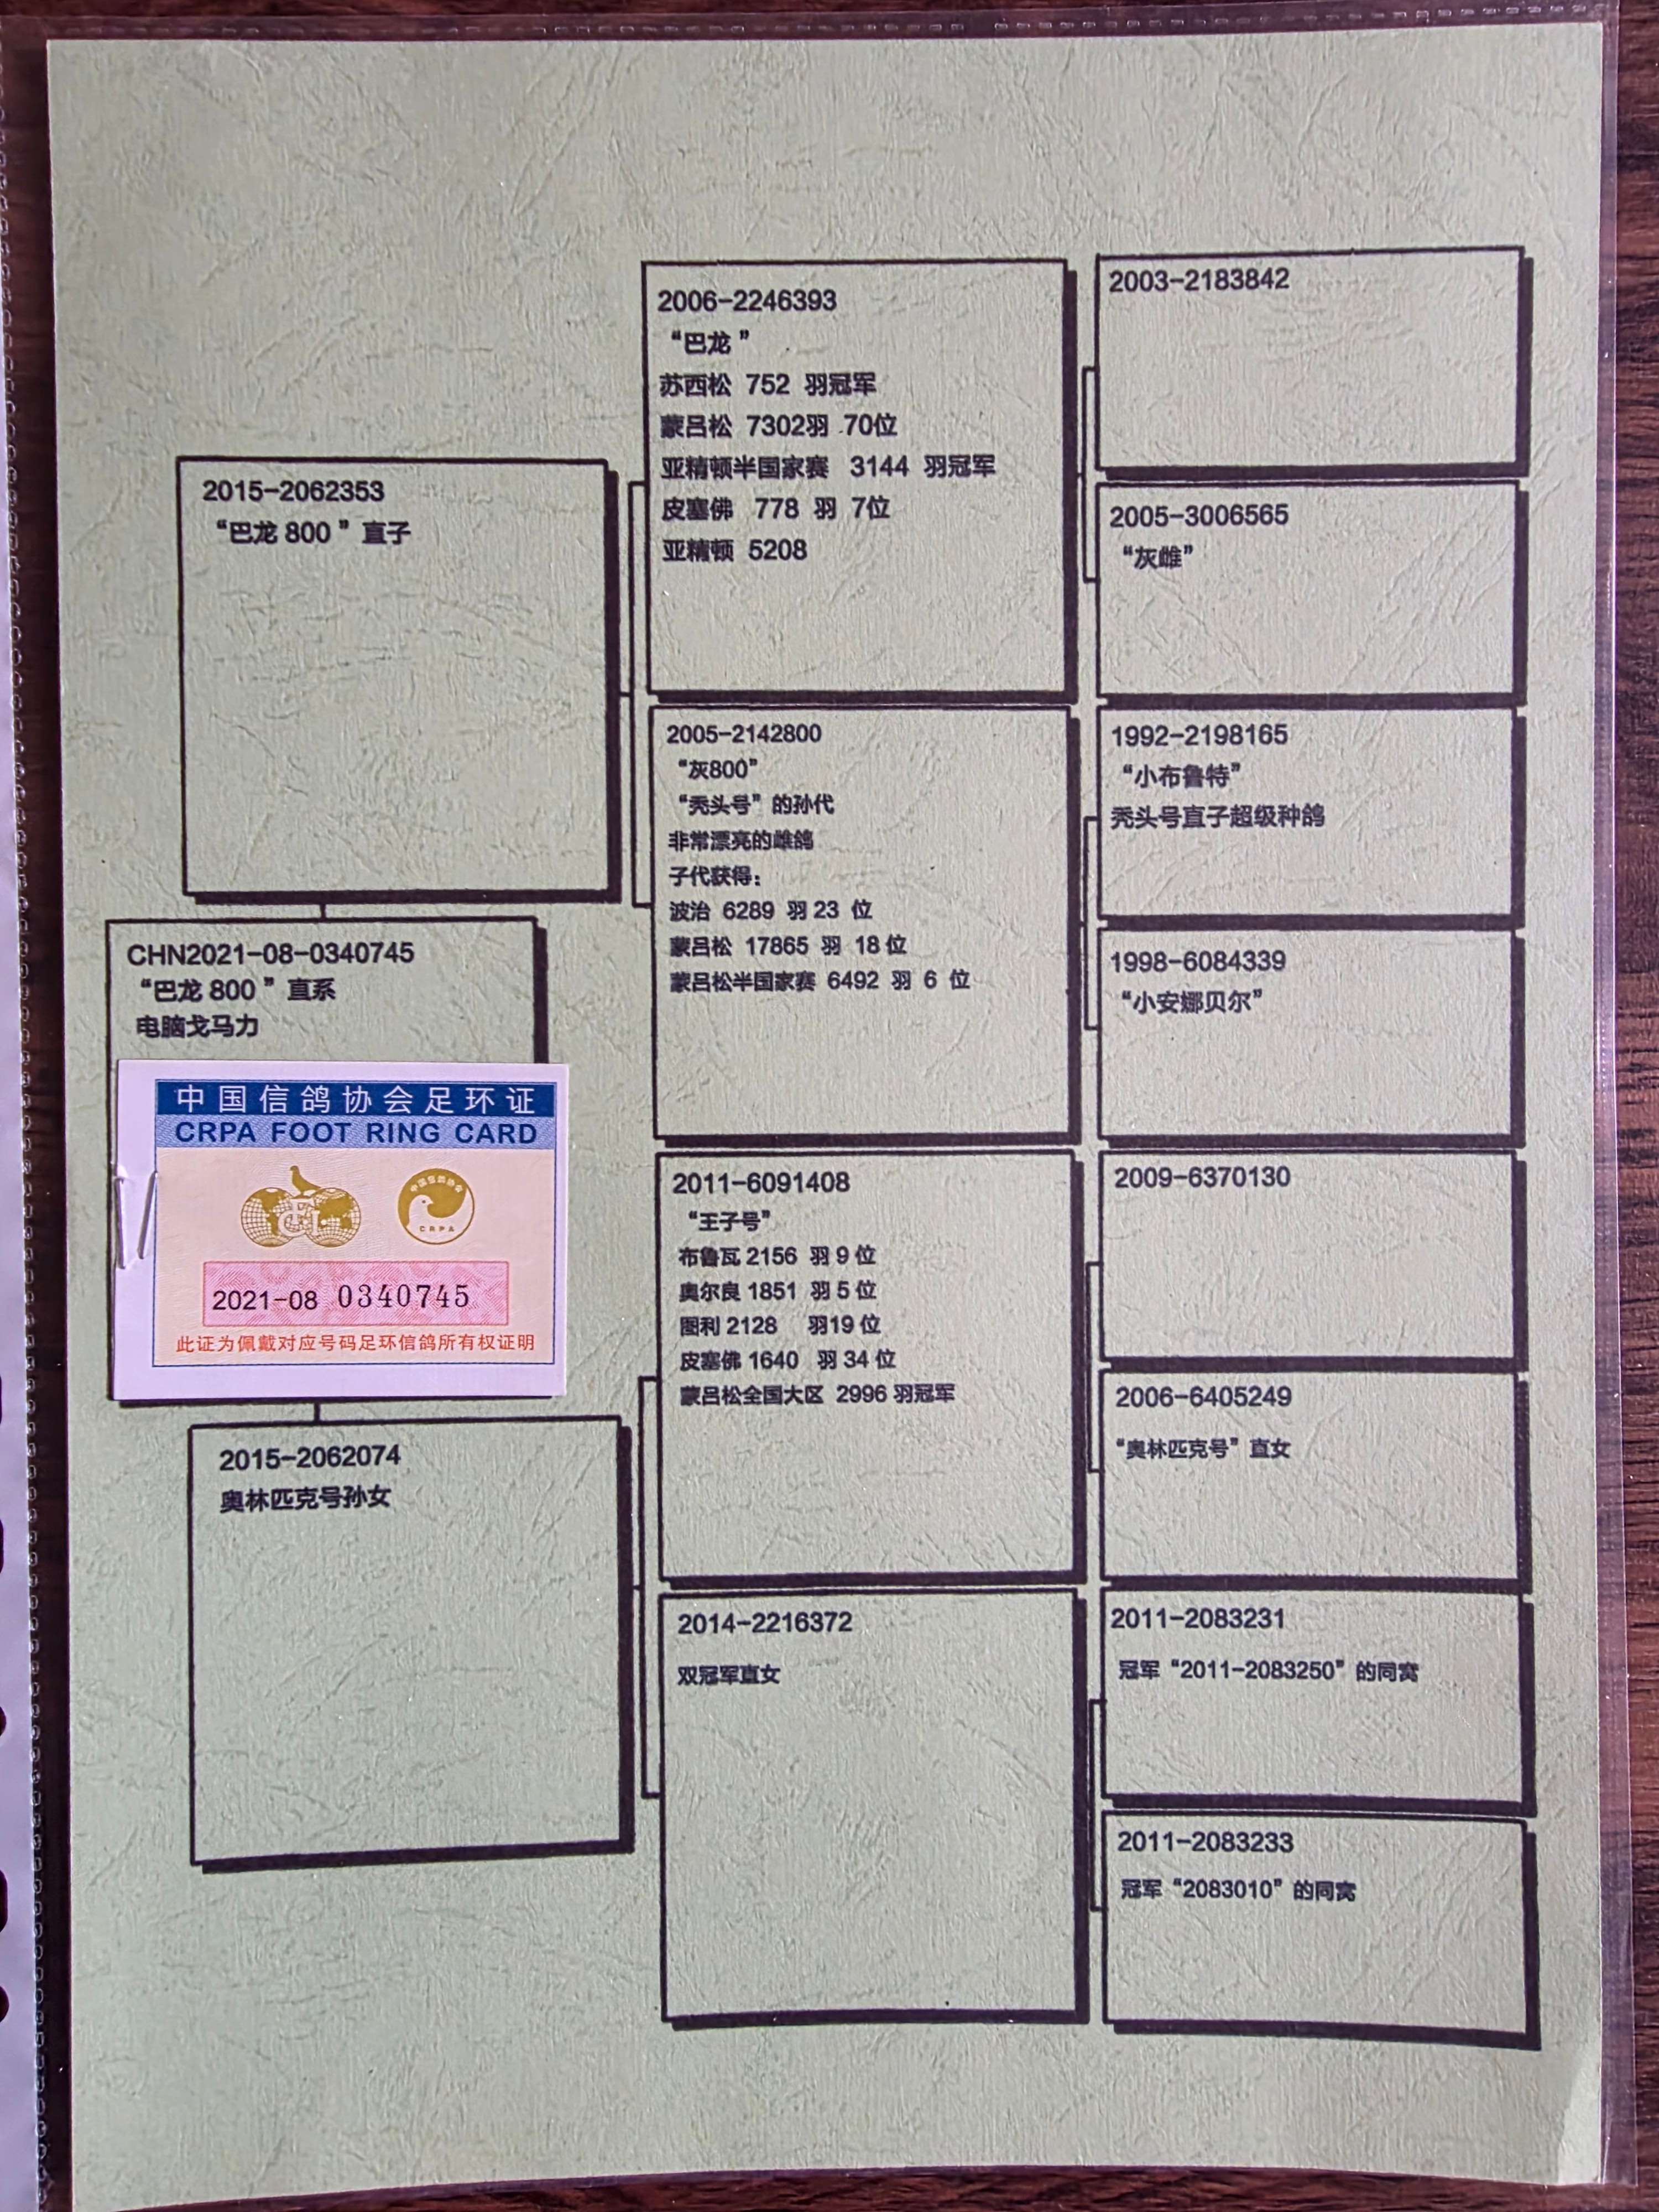 2015-2062353
“巴龙 800 ”直子
CHN2021-08-0340745
“巴龙 800 ”直系
电脑戈马力
中国信鸽协会足环证
CRPA FOOT RING CARD
中国信鸽协会
CRPA
2021-08 0340745
此证为佩戴对应号码足环信鸽所有权证明
2015-2062074
奥林匹克号孙女
2006-2246393
“巴龙 ”
苏西松 752 羽冠军
蒙吕松 7302羽 70位
亚精顿半国家赛 3144 羽冠军
皮塞佛 778 羽 7位
亚精顿 5208
2005-2142800
“灰800”
“秃头号”的孙代
非常漂亮的雌鸽
子代获得：
波治 6289 羽 23 位
蒙吕松 17865 羽 18 位
蒙吕松半国家赛 6492 羽 6 位
2011-6091408
“王子号”
布鲁瓦 2156 羽 9 位
奥尔良 1851 羽 5 位
图利 2128 羽19 位
皮塞佛 1640 羽 34 位
蒙吕松全国大区 2996 羽冠军
2014-2216372
双冠军直女
2003-2183842
2005-3006565
“灰雌”
1992-2198165
“小布鲁特”
秃头号直子超级种鸽
1998-6084339
“小安娜贝尔”
2009-6370130
2006-6405249
“奥林匹克号”直女
2011-2083231
冠军“2011-2083250”的同窝
2011-2083233
冠军“2083010”的同窝